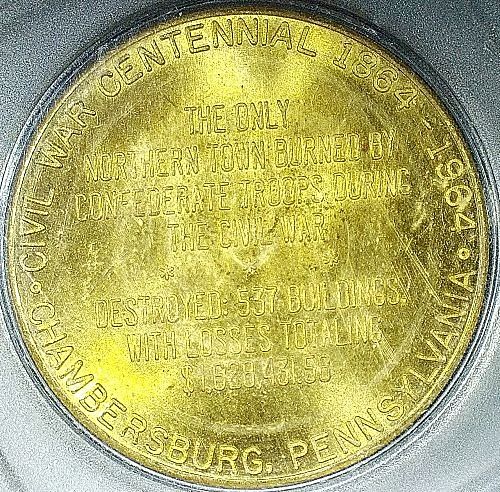 • CIVIL WAR CENTENNIAL 1864 - 1964 •
THE ONLY
NORTHERN TOWN BURNED BY
CONFEDERATE TROOPS DURING
THE CIVIL WAR
* * *
DESTROYED: 537 BUILDINGS,
WITH LOSSES TOTALING
CHAMBERSBURG, PENNSYLVANIA